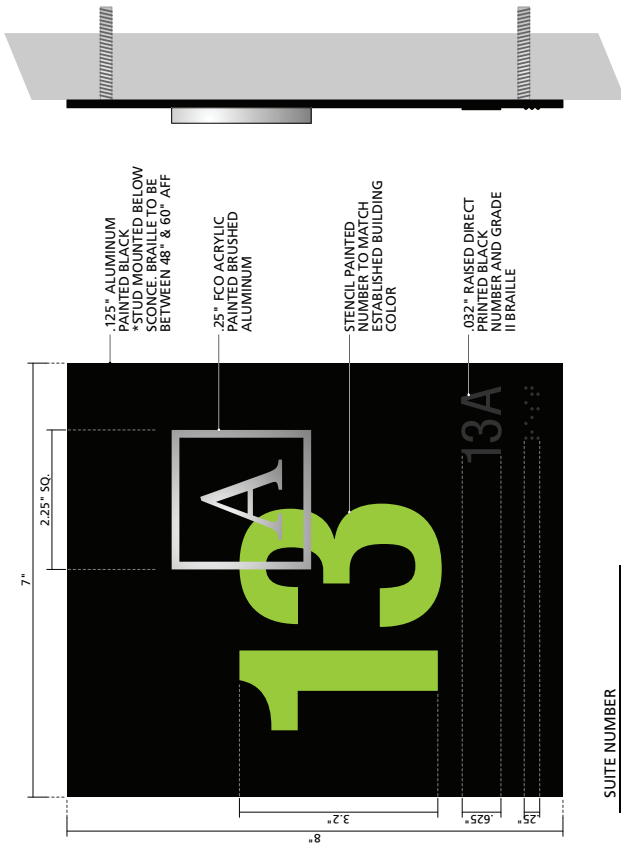 7"
2.25" SQ.
.125" ALUMINUM
PAINTED BLACK
*STUD MOUNTED BELOW
SCONCE. BRAILLE TO BE
BETWEEN 48" & 60" AFF
.25" FCO ACRYLIC
PAINTED BRUSHED
ALUMINUM
STENCIL PAINTED
NUMBER TO MATCH
ESTABLISHED BUILDING
COLOR
.032" RAISED DIRECT
PRINTED BLACK
NUMBER AND GRADE
II BRAILLE
8"
3.2"
.625"
.25"
A
13
13A
SUITE NUMBER